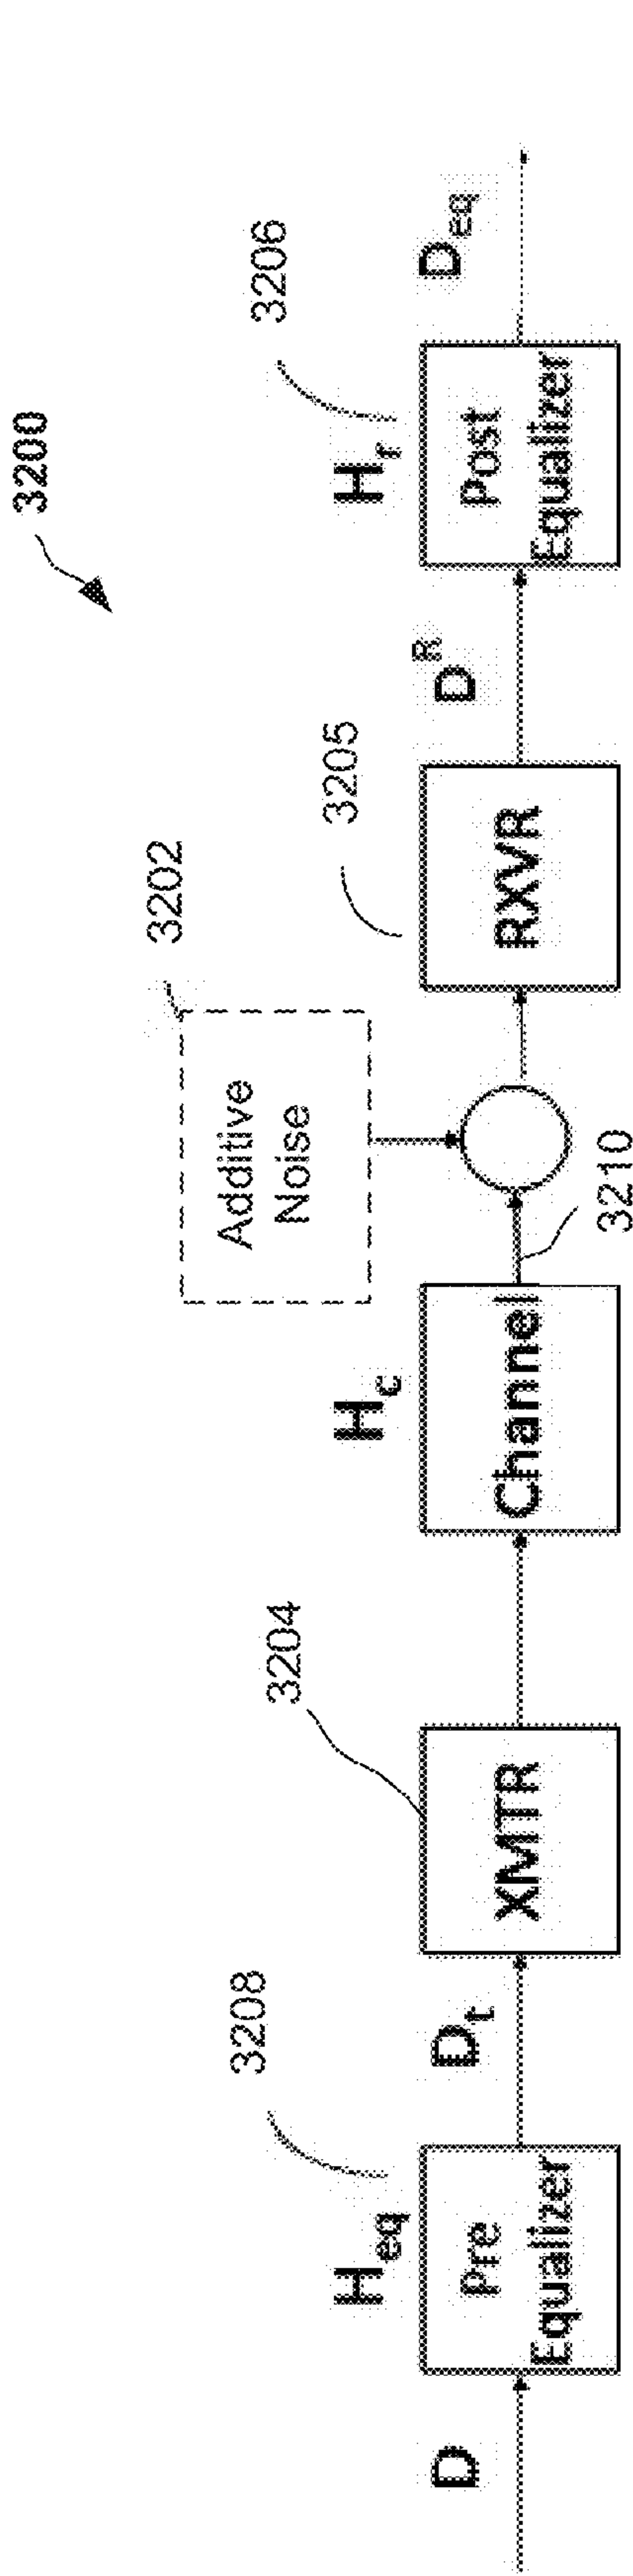 3200
3202
Additive
Noise
3208
3204
3205
3206
H_eq
H_c
H_r
D
Pre
Equalizer
D_t
XMTR
Channel
RXVR
D^R
Post
Equalizer
D_eq
3210